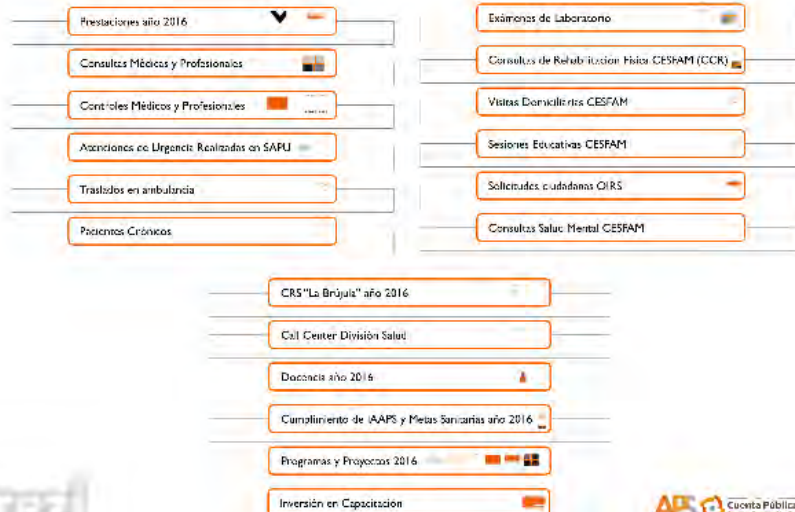 Prestaciones año 2016
Consultas Médicas y Profesionales
Controles Médicos y Profesionales
Atenciones de Urgencia Realizadas en SAPU
Traslados en ambulancia
Pacientes Crónicos
Exámenes de Laboratorio
Consultas de Rehabilitación Física CESFAM (CCR)
Visitas Domiciliarias CESFAM
Sesiones Educativas CESFAM
Solicitudes ciudadanas OIRS
Consultas Salud Mental CESFAM
CRS "La Brújula" año 2016
Call Center División Salud
Docencia año 2016
Cumplimiento de IAAPS y Metas Sanitarias año 2016
Programas y Proyectos 2016
Inversión en Capacitación
Cuenta Pública